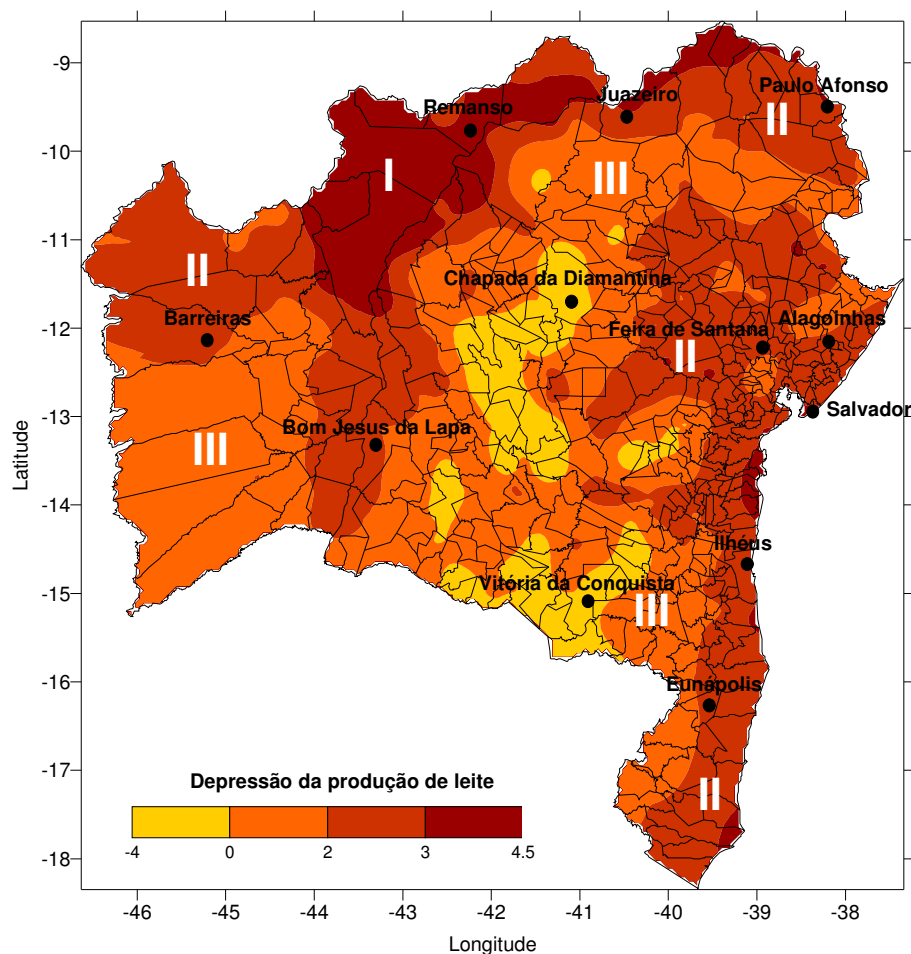 -9
-10
-11
-12
-13
-14
-15
-16
-17
-18
Latitude
Paulo Afonso
Juazeiro
Remanso
II
III
I
II
Chapada da Diamantina
Barreiras
Feira de Santana
Alagoinhas
II
Salvador
Bom Jesus da Lapa
III
Ilhéus
Vitória da Conquista
III
Eunápolis
II
Depressão da produção de leite
-4 0 2 3 4.5
-46 -45 -44 -43 -42 -41 -40 -39 -38
Longitude